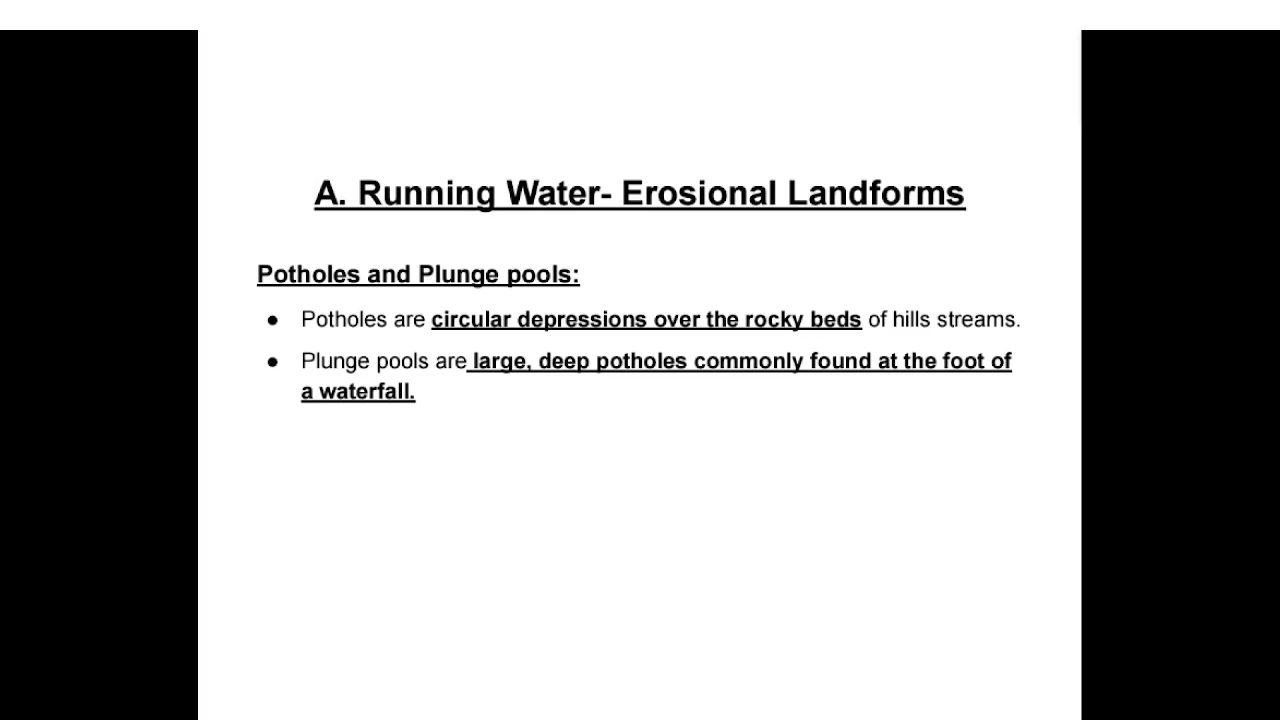 A. Running Water- Erosional Landforms
Potholes and Plunge pools:
● Potholes are circular depressions over the rocky beds of hills streams.
● Plunge pools are large, deep potholes commonly found at the foot of
a waterfall.